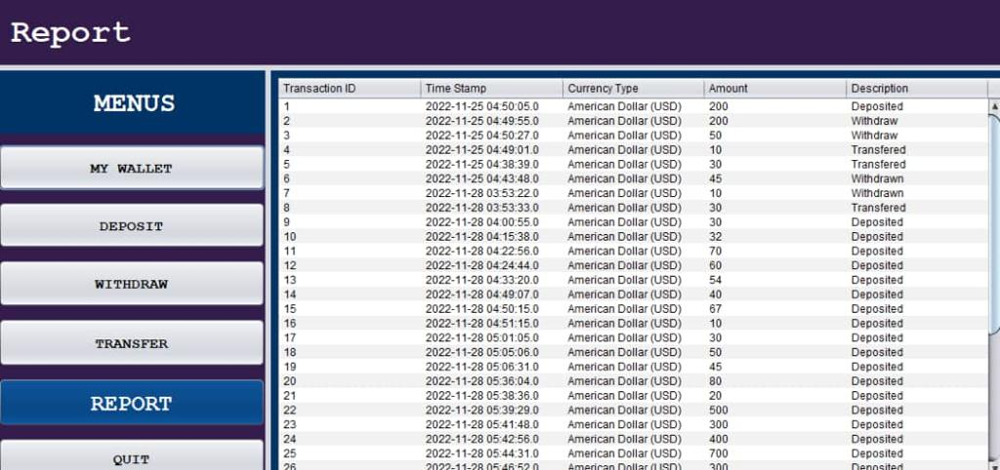 Report
MENUS
MY WALLET
DEPOSIT
WITHDRAW
TRANSFER
REPORT
QUIT
Transaction ID Time Stamp Currency Type Amount Description
1 2022-11-25 04:50:05.0 American Dollar (USD) 200 Deposited
2 2022-11-25 04:49:55.0 American Dollar (USD) 200 Withdraw
3 2022-11-25 04:50:27.0 American Dollar (USD) 50 Withdraw
4 2022-11-25 04:49:01.0 American Dollar (USD) 10 Transfered
5 2022-11-25 04:38:39.0 American Dollar (USD) 30 Transfered
6 2022-11-25 04:43:48.0 American Dollar (USD) 45 Withdrawn
7 2022-11-28 03:53:22.0 American Dollar (USD) 10 Withdrawn
8 2022-11-28 03:53:33.0 American Dollar (USD) 30 Transfered
9 2022-11-28 04:00:55.0 American Dollar (USD) 30 Deposited
10 2022-11-28 04:15:38.0 American Dollar (USD) 32 Deposited
11 2022-11-28 04:22:56.0 American Dollar (USD) 70 Deposited
12 2022-11-28 04:24:44.0 American Dollar (USD) 60 Deposited
13 2022-11-28 04:33:20.0 American Dollar (USD) 54 Deposited
14 2022-11-28 04:49:07.0 American Dollar (USD) 40 Deposited
15 2022-11-28 04:50:15.0 American Dollar (USD) 67 Deposited
16 2022-11-28 04:51:15.0 American Dollar (USD) 10 Deposited
17 2022-11-28 05:01:05.0 American Dollar (USD) 30 Deposited
18 2022-11-28 05:05:06.0 American Dollar (USD) 50 Deposited
19 2022-11-28 05:06:31.0 American Dollar (USD) 45 Deposited
20 2022-11-28 05:36:04.0 American Dollar (USD) 80 Deposited
21 2022-11-28 05:38:36.0 American Dollar (USD) 20 Deposited
22 2022-11-28 05:39:29.0 American Dollar (USD) 500 Deposited
23 2022-11-28 05:41:48.0 American Dollar (USD) 300 Deposited
24 2022-11-28 05:42:56.0 American Dollar (USD) 400 Deposited
25 2022-11-28 05:44:31.0 American Dollar (USD) 700 Deposited
26 2022-11-28 05:46:52.0 American Dollar (USD) 300 Deposited